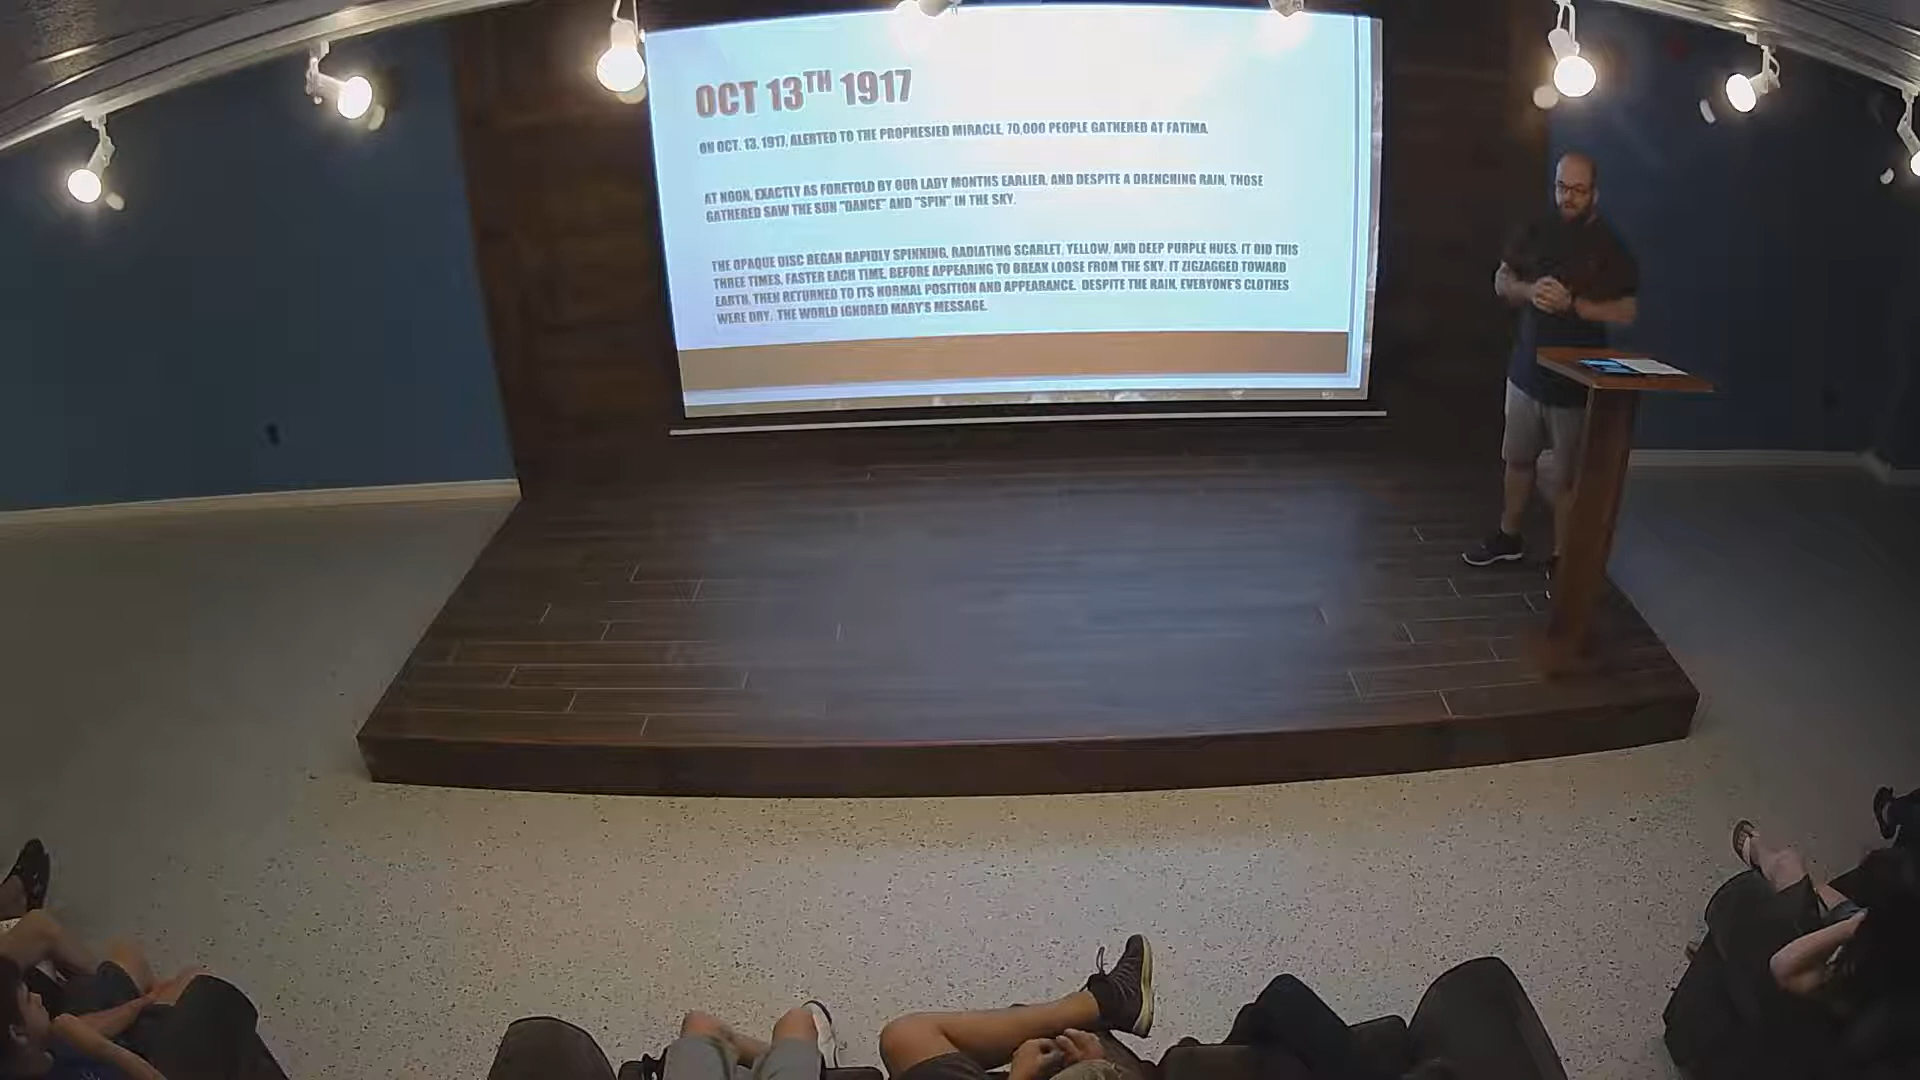 OCT 13TH 1917
ON OCT. 13, 1917, ALERTED TO THE PROPHESIED MIRACLE, 70,000 PEOPLE GATHERED AT FATIMA.
AT NOON, EXACTLY AS FORETOLD BY OUR LADY MONTHS EARLIER, AND DESPITE A DRENCHING RAIN, THOSE
GATHERED SAW THE SUN "DANCE" AND "SPIN" IN THE SKY.
THE OPAQUE DISC BEGAN RAPIDLY SPINNING, RADIATING SCARLET, YELLOW, AND DEEP PURPLE HUES. IT DID THIS
THREE TIMES, FASTER EACH TIME, BEFORE APPEARING TO BREAK LOOSE FROM THE SKY. IT ZIGZAGGED TOWARD
EARTH, THEN RETURNED TO ITS NORMAL POSITION AND APPEARANCE. DESPITE THE RAIN, EVERYONE'S CLOTHES
WERE DRY. THE WORLD IGNORED MARY'S MESSAGE.